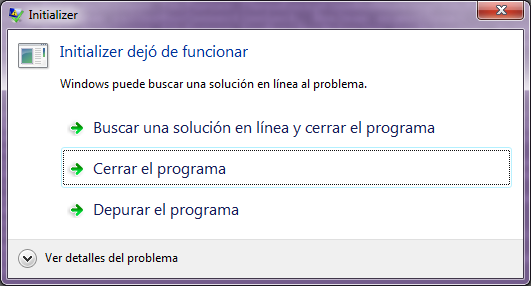 Initializer
Initializer dejó de funcionar
Windows puede buscar una solución en línea al problema.
Buscar una solución en línea y cerrar el programa
Cerrar el programa
Depurar el programa
Ver detalles del problema